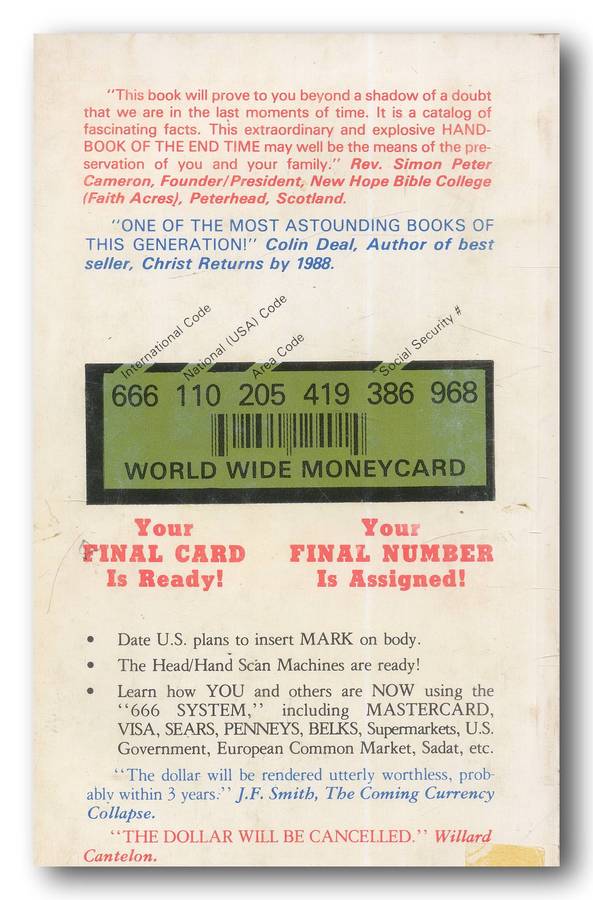 "This book will prove to you beyond a shadow of a doubt
that we are in the last moments of time. It is a catalog of
fascinating facts. This extraordinary and explosive HAND-
BOOK OF THE END TIME may well be the means of the pre-
servation of you and your family." Rev. Simon Peter
Cameron, Founder/President, New Hope Bible College
(Faith Acres), Peterhead, Scotland.
"ONE OF THE MOST ASTOUNDING BOOKS OF
THIS GENERATION!" Colin Deal, Author of best
seller, Christ Returns by 1988.
International Code
National (USA) Code
Area Code
Social Security #
666 110 205 419 386 968
WORLD WIDE MONEYCARD
Your
FINAL CARD
Is Ready!
Your
FINAL NUMBER
Is Assigned!
• Date U.S. plans to insert MARK on body.
• The Head/Hand Scan Machines are ready!
• Learn how YOU and others are NOW using the
"666 SYSTEM," including MASTERCARD,
VISA, SEARS, PENNEYS, BELKS, Supermarkets, U.S.
Government, European Common Market, Sadat, etc.
"The dollar will be rendered utterly worthless, prob-
ably within 3 years." J.F. Smith, The Coming Currency
Collapse.
"THE DOLLAR WILL BE CANCELLED." Willard
Cantelon.